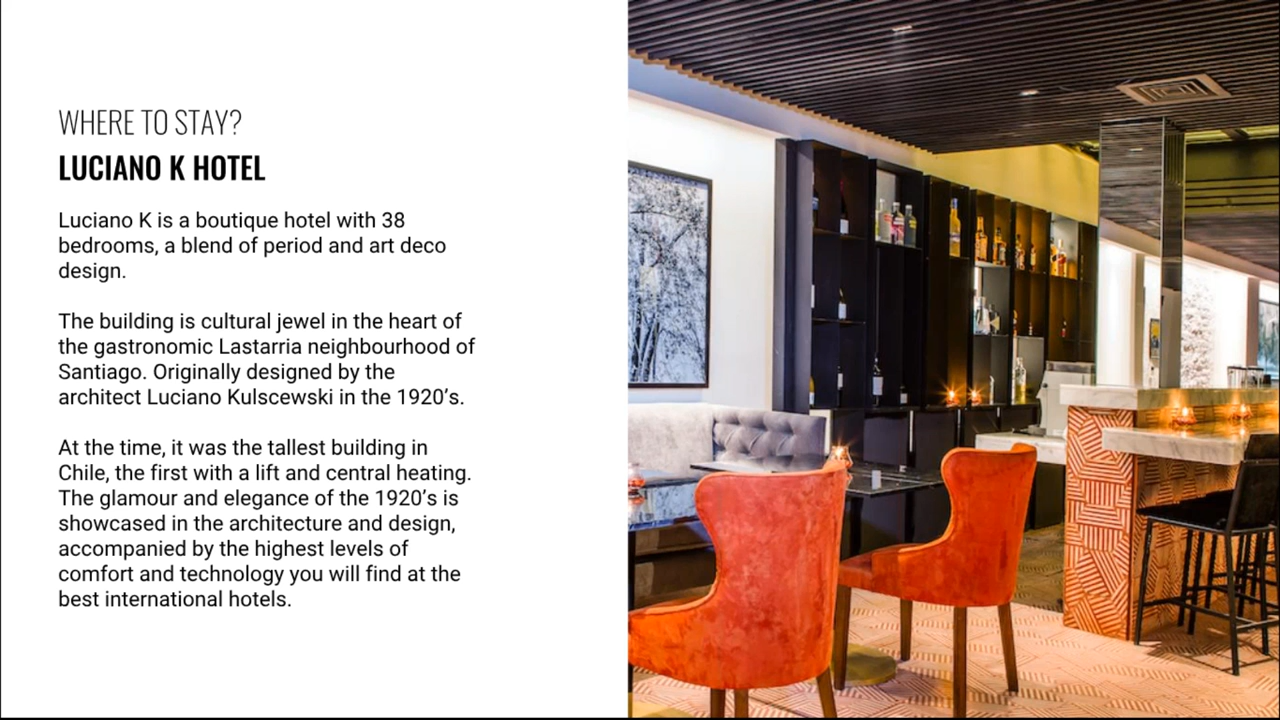 WHERE TO STAY?
LUCIANO K HOTEL
Luciano K is a boutique hotel with 38
bedrooms, a blend of period and art deco
design.
The building is cultural jewel in the heart of
the gastronomic Lastarria neighbourhood of
Santiago. Originally designed by the
architect Luciano Kulscewski in the 1920’s.
At the time, it was the tallest building in
Chile, the first with a lift and central heating.
The glamour and elegance of the 1920’s is
showcased in the architecture and design,
accompanied by the highest levels of
comfort and technology you will find at the
best international hotels.